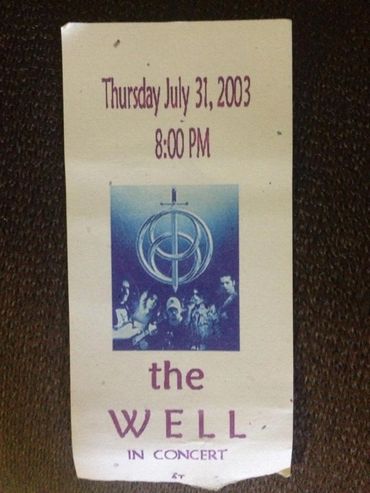 Thursday July 31, 2003
8:00 PM
the
WELL
IN CONCERT